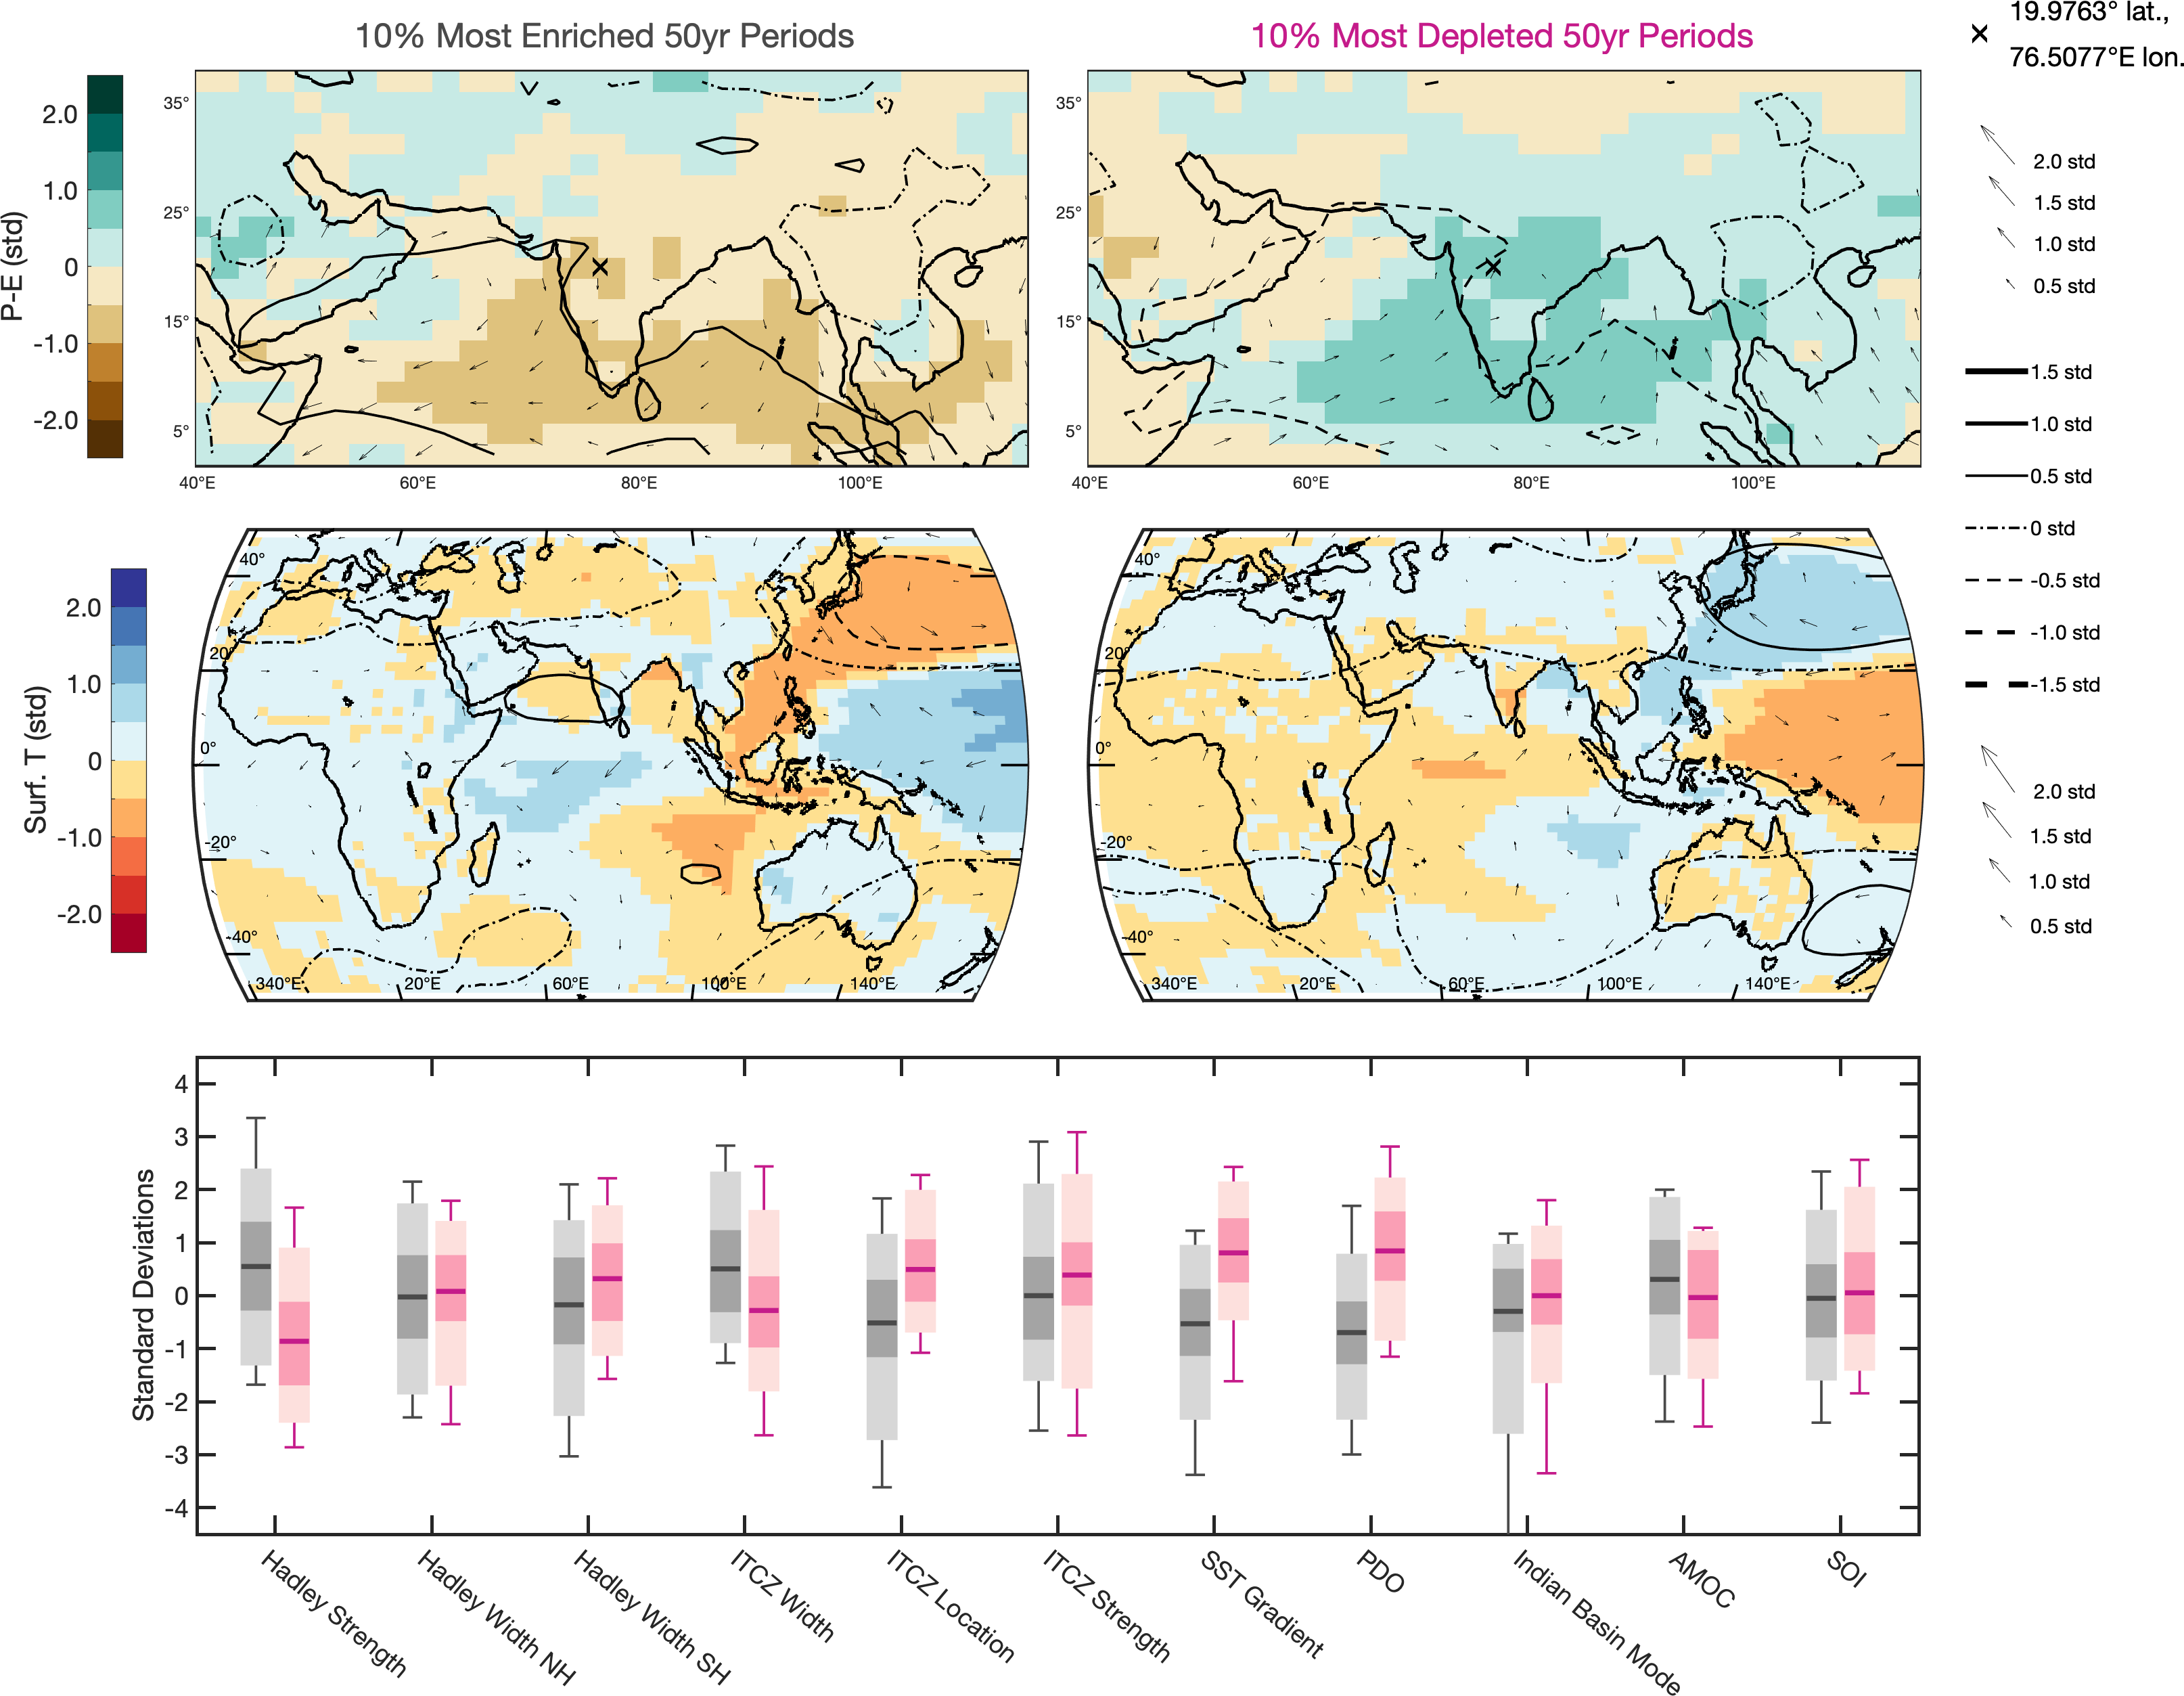 10% Most Enriched 50yr Periods
10% Most Depleted 50yr Periods
19.9763° lat.,
76.5077°E lon.
P-E (std)
2.0
1.0
0
-1.0
-2.0
35°
25°
15°
5°
40°E
60°E
80°E
100°E
35°
25°
15°
5°
40°E
60°E
80°E
100°E
2.0 std
1.5 std
1.0 std
0.5 std
1.5 std
1.0 std
0.5 std
0 std
-0.5 std
-1.0 std
-1.5 std
2.0 std
1.5 std
1.0 std
0.5 std
Surf. T (std)
2.0
1.0
0
-1.0
-2.0
40°
20°
0°
-20°
-40°
340°E
20°E
60°E
100°E
140°E
40°
20°
0°
-20°
-40°
340°E
20°E
60°E
100°E
140°E
Standard Deviations
4
3
2
1
0
-1
-2
-3
-4
Hadley Strength
Hadley Width NH
Hadley Width SH
ITCZ Width
ITCZ Location
ITCZ Strength
SST Gradient
PDO
Indian Basin Mode
AMOC
SOI